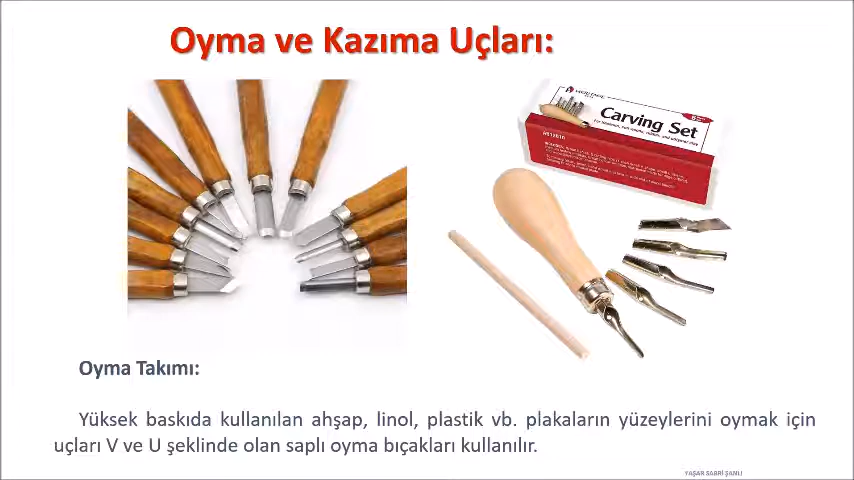 Oyma ve Kazıma Uçları:
Carving Set
Oyma Takımı:
Yüksek baskıda kullanılan ahşap, linol, plastik vb. plakaların yüzeylerini oymak için
uçları V ve U şeklinde olan saplı oyma bıçakları kullanılır.
YAŞAR SABRİ ŞANLI